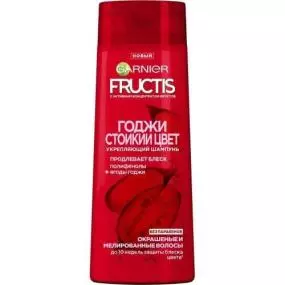 НОВЫЙ
GARNIER
FRUCTIS
С АКТИВНЫМ КОНЦЕНТРАТОМ ФРУКТОВ
ГОДЖИ
СТОЙКИЙ ЦВЕТ
УКРЕПЛЯЮЩИЙ ШАМПУНЬ
ПРОДЛЕВАЕТ БЛЕСК
ПОЛИФЕНОЛЫ
+ ЯГОДЫ ГОДЖИ
БЕЗ ПАРАБЕНОВ
ОКРАШЕНЫЕ И
МЕЛИРОВАННЫЕ ВОЛОСЫ
до 10 недель защиты блеска
цвета*